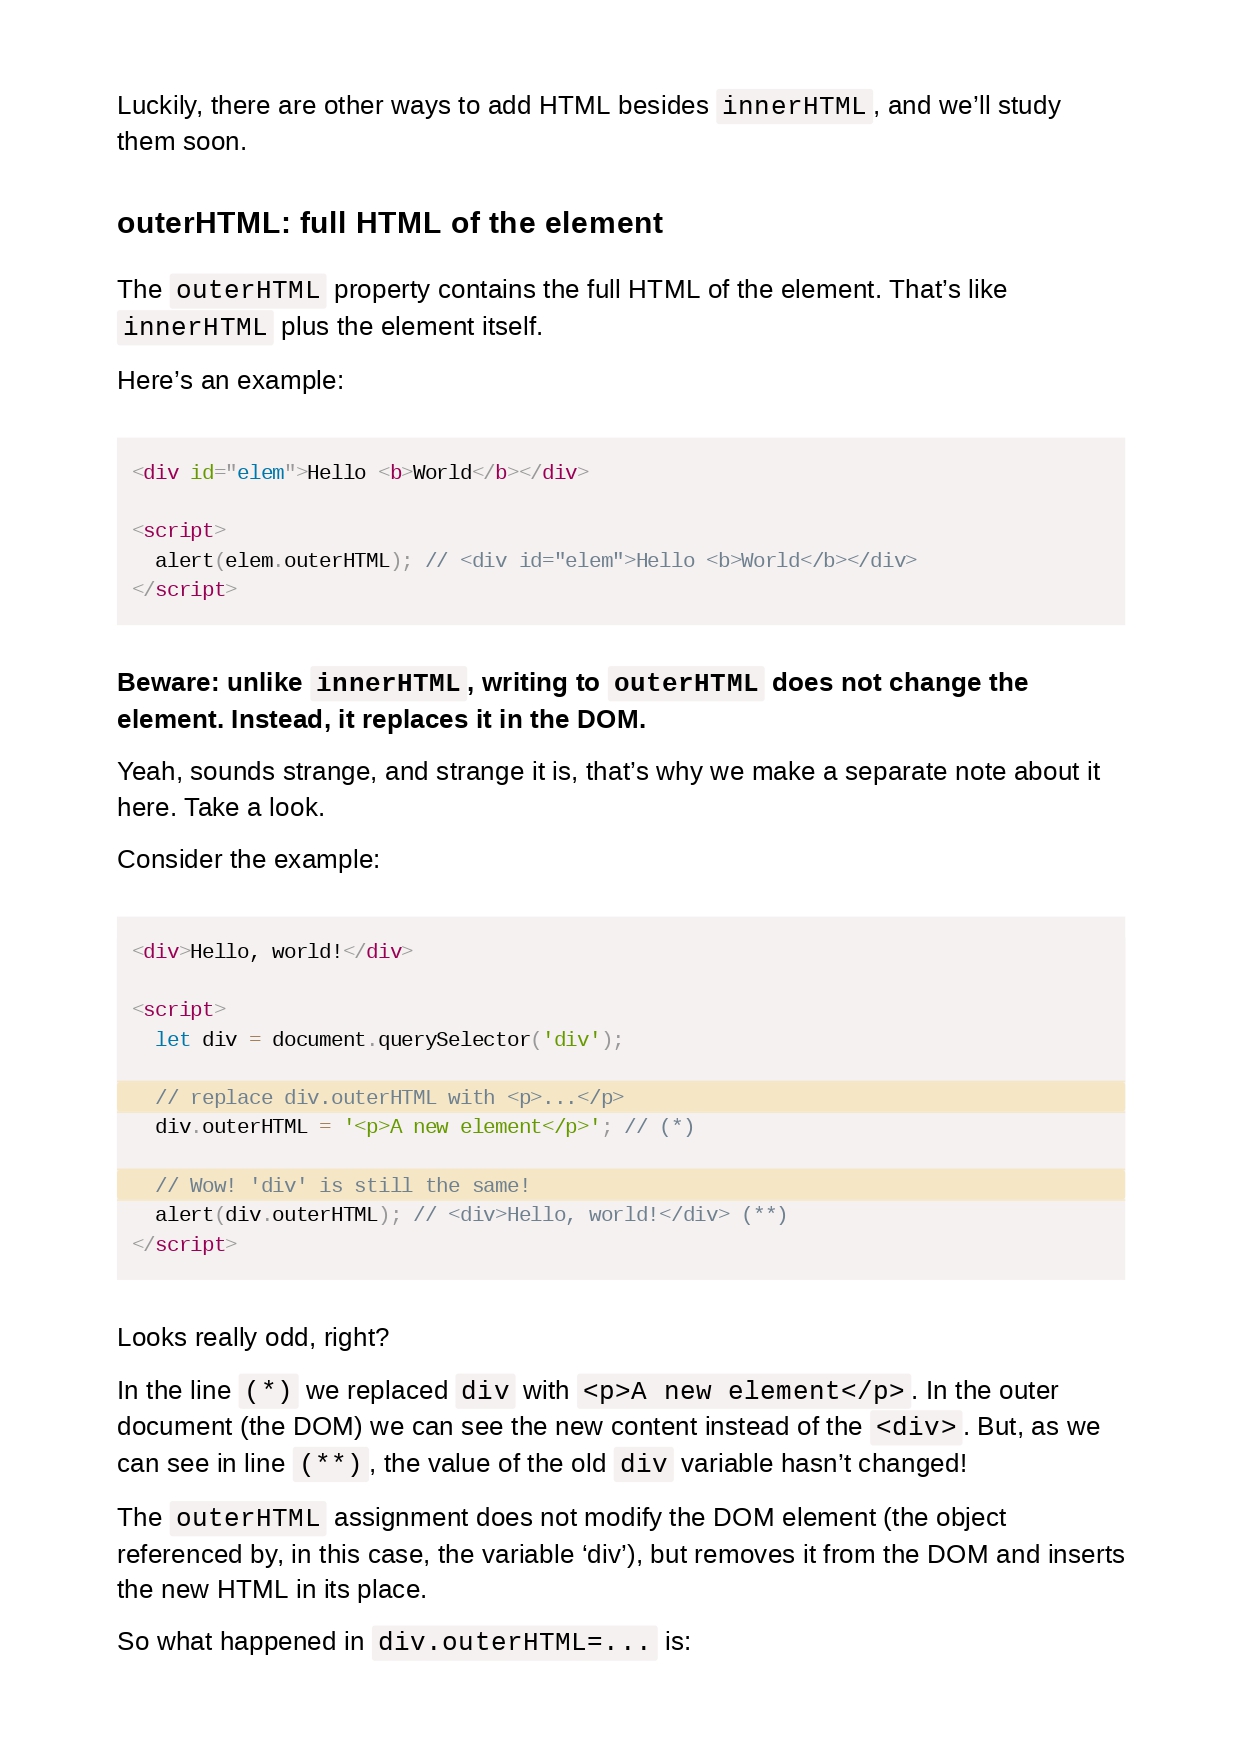 Luckily, there are other ways to add HTML besides innerHTML, and we’ll study
them soon.
outerHTML: full HTML of the element
The outerHTML property contains the full HTML of the element. That’s like
innerHTML plus the element itself.
Here’s an example:
<div id="elem">Hello <b>World</b></div>
<script>
  alert(elem.outerHTML); // <div id="elem">Hello <b>World</b></div>
</script>
Beware: unlike innerHTML, writing to outerHTML does not change the
element. Instead, it replaces it in the DOM.
Yeah, sounds strange, and strange it is, that’s why we make a separate note about it
here. Take a look.
Consider the example:
<div>Hello, world!</div>
<script>
  let div = document.querySelector('div');
  // replace div.outerHTML with <p>...</p>
  div.outerHTML = '<p>A new element</p>'; // (*)
  // Wow! 'div' is still the same!
  alert(div.outerHTML); // <div>Hello, world!</div> (**)
</script>
Looks really odd, right?
In the line (*) we replaced div with <p>A new element</p>. In the outer
document (the DOM) we can see the new content instead of the <div>. But, as we
can see in line (**), the value of the old div variable hasn’t changed!
The outerHTML assignment does not modify the DOM element (the object
referenced by, in this case, the variable ‘div’), but removes it from the DOM and inserts
the new HTML in its place.
So what happened in div.outerHTML=... is: